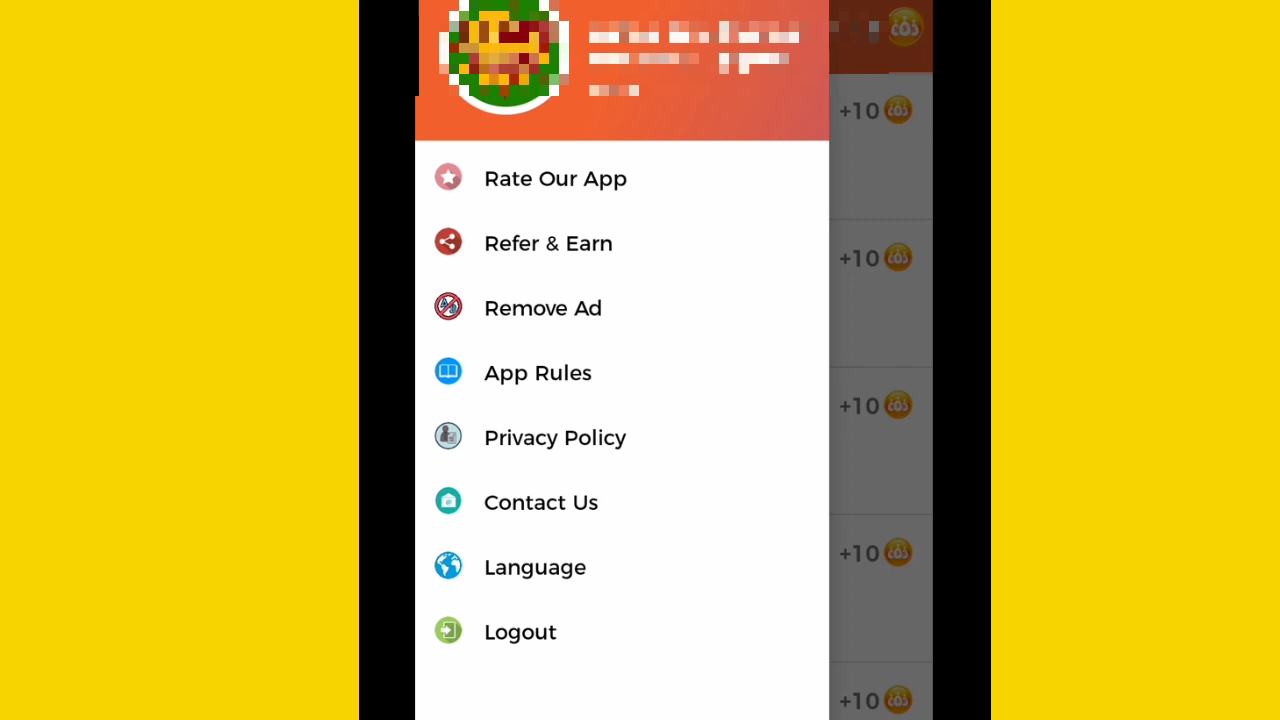 Rate Our App
Refer & Earn
Remove Ad
App Rules
Privacy Policy
Contact Us
Language
Logout
+10
+10
+10
+10
+10